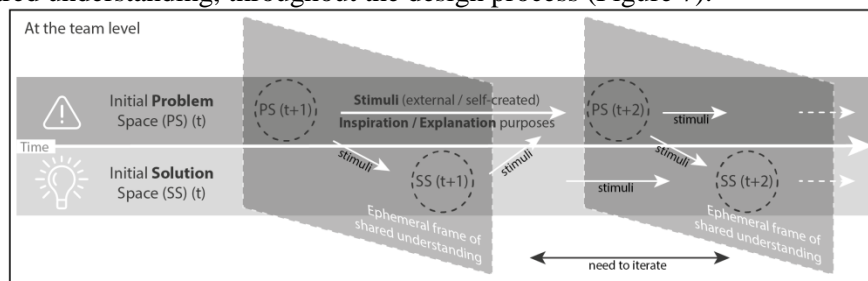 red understanding, throughout the design process (Figure 7).
At the team level
Initial Problem
Space (PS) (t)
PS (t+1)
Stimuli (external / self-created)
Inspiration / Explanation purposes
PS (t+2)
stimuli
Time
stimuli
stimuli
stimuli
Initial Solution
Space (SS) (t)
SS (t+1)
stimuli
SS (t+2)
Ephemeral frame of
shared understanding
Ephemeral frame of
shared understanding
need to iterate